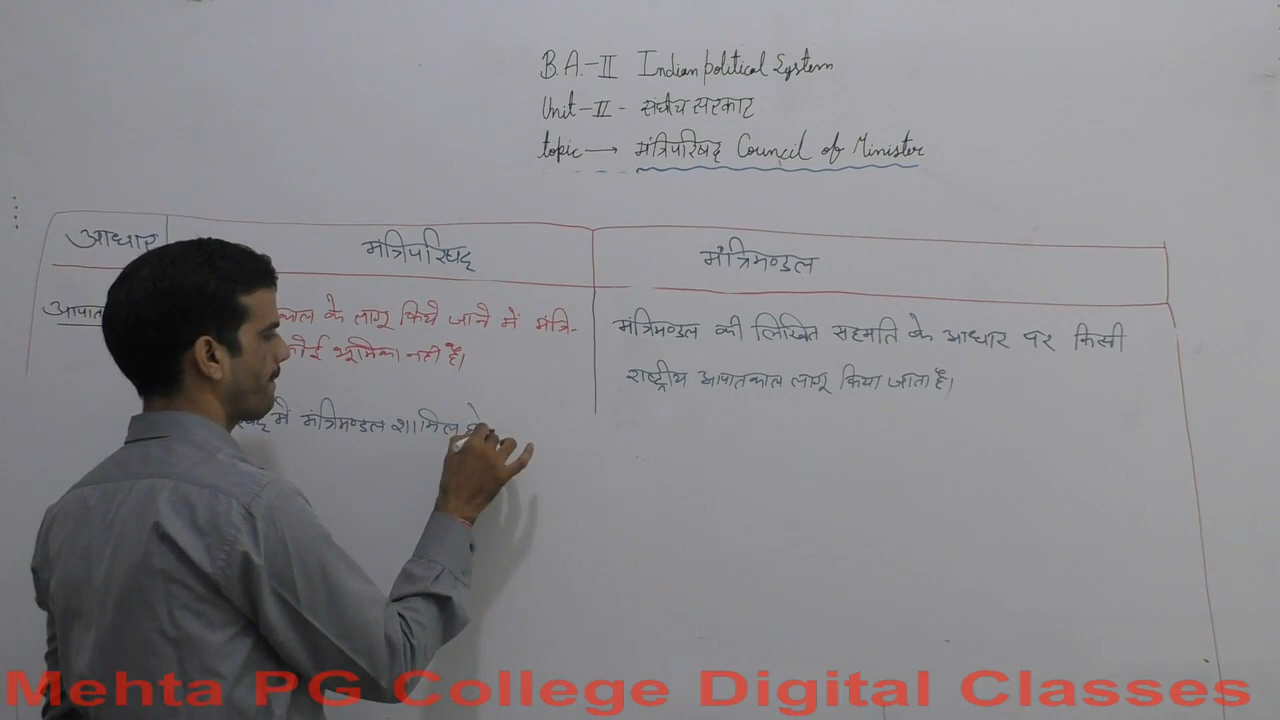 B.A.-II Indian political System
Unit-II - संघीय सरकार
topic → मंत्रिपरिषद् Council of Minister
आधार मंत्रिपरिषद् मंत्रिमण्डल
के लागू किये जाने में मंत्रि-
कोई भूमिका नही है।
मंत्रिमण्डल की लिखित सहमति के आधार पर किसी
राष्ट्रीय आपातकाल लागू किया जाता है।
में मंत्रिमण्डल शामिल
Mehta PG College Digital Classes